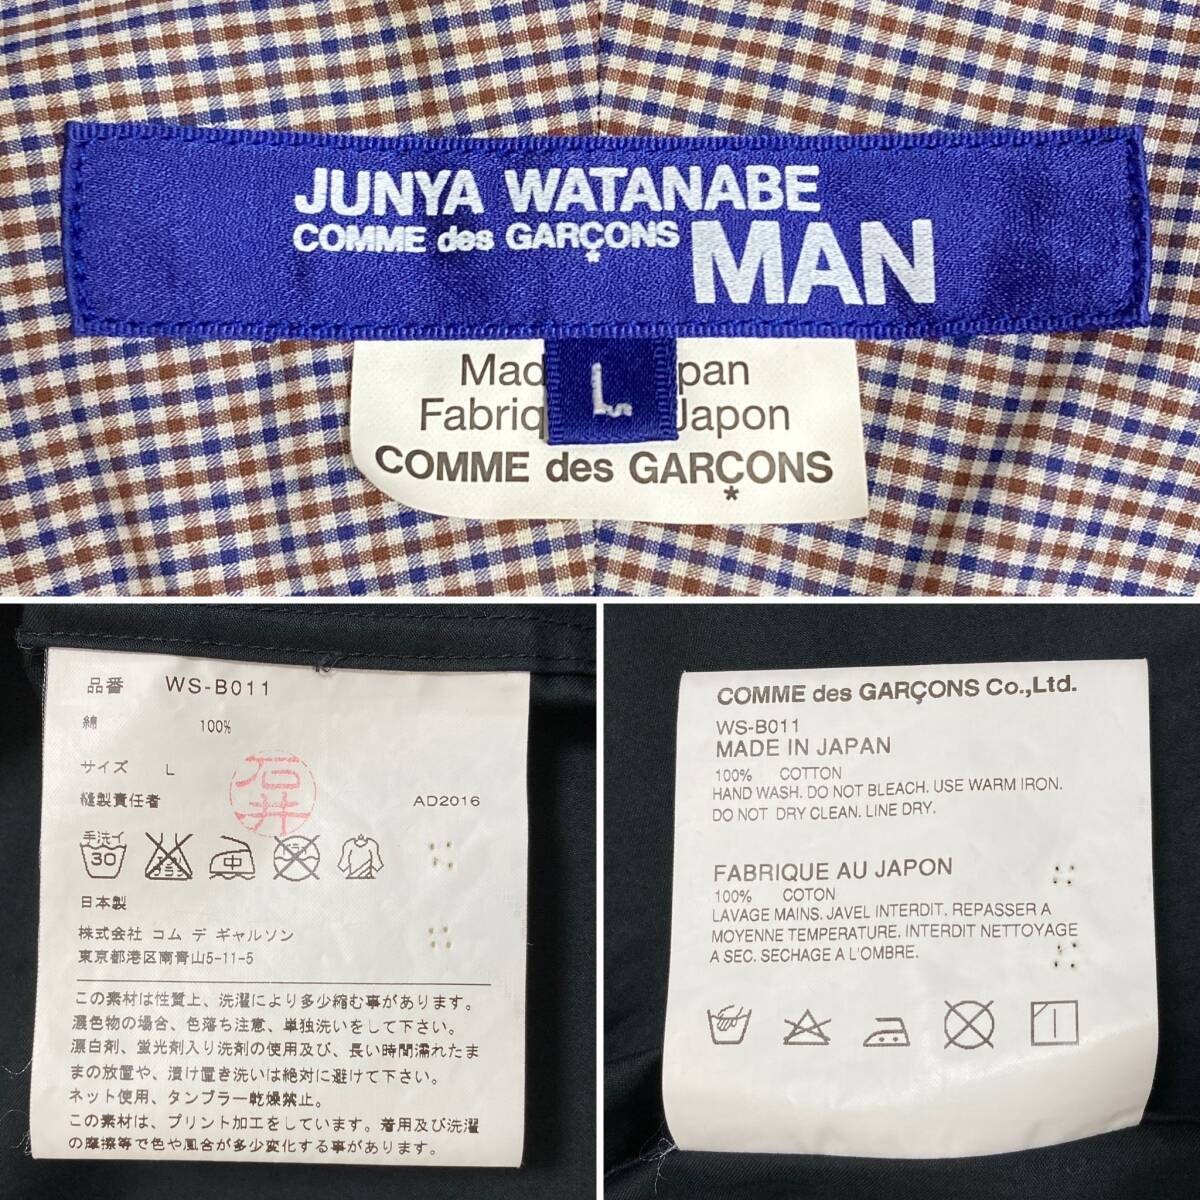 JUNYA WATANABE
COMME des GARÇONS
MAN
L
Made Japan
Fabriq Japon
COMME des GARÇONS
品番 WS-B011
綿 100%
サイズ L
石井
縫製責任者 AD2016
手洗イ
30
中
日本製
株式会社 コム デ ギャルソン
東京都港区南青山5-11-5
この素材は性質上、洗濯により多少縮む事があります。
濃色物の場合、色落ち注意、単独洗いをして下さい。
漂白剤、蛍光剤入り洗剤の使用及び、長い時間濡れたま
まの放置や、漬け置き洗いは絶対に避けて下さい。
ネット使用、タンブラー乾燥禁止。
この素材は、プリント加工をしています。着用及び洗濯
の摩擦等で色や風合が多少変化する事があります。
COMME des GARÇONS Co.,Ltd.
WS-B011
MADE IN JAPAN
100% COTTON
HAND WASH. DO NOT BLEACH. USE WARM IRON.
DO NOT DRY CLEAN. LINE DRY.
FABRIQUE AU JAPON
100% COTON
LAVAGE MAINS. JAVEL INTERDIT. REPASSER A
MOYENNE TEMPERATURE. INTERDIT NETTOYAGE
A SEC. SECHAGE A L'OMBRE.